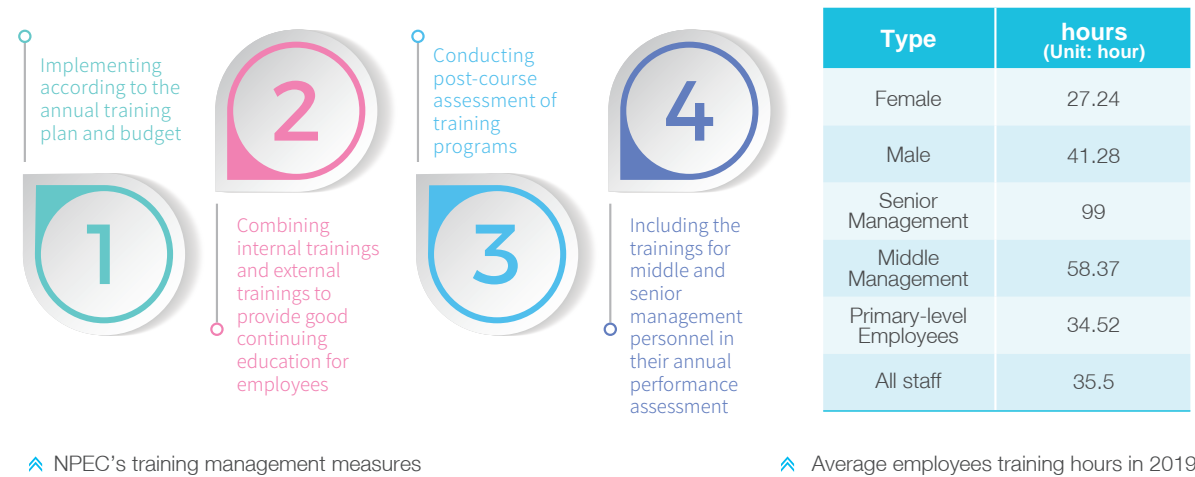 Implementing
according to the
annual training
plan and budget
1
2
Combining
internal trainings
and external
trainings to
provide good
continuing
education for
employees
Conducting
post-course
assessment of
training
programs
3
4
Including the
trainings for
middle and
senior
management
personnel in
their annual
performance
assessment
NPEC’s training management measures
Type hours
(Unit: hour)
Female 27.24
Male 41.28
Senior
Management 99
Middle
Management 58.37
Primary-level
Employees 34.52
All staff 35.5
Average employees training hours in 2019